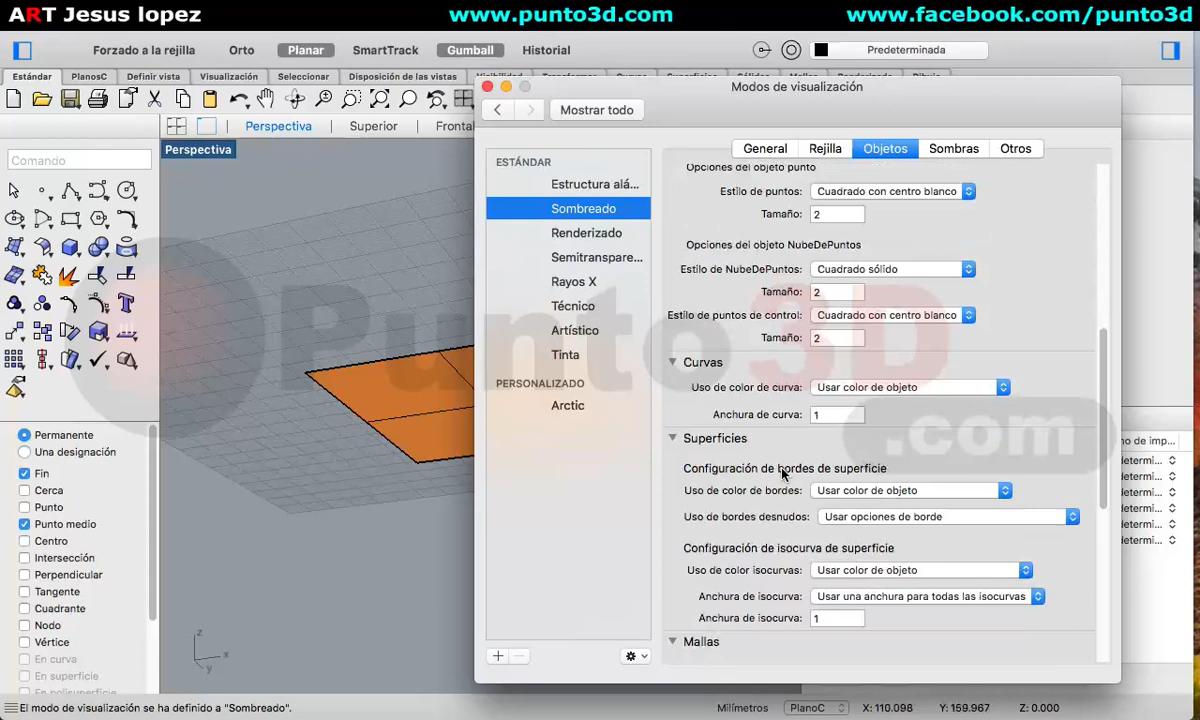 ART Jesus lopez
www.punto3d.com
www.facebook.com/punto3d
Forzado a la rejilla
Orto
Planar
SmartTrack
Gumball
Historial
Predeterminada
Estándar
PlanosC
Definir vista
Visualización
Seleccionar
Disposición de las vistas
Modos de visualización
Mostrar todo
Perspectiva
Superior
Frontal
Perspectiva
Comando
General
Rejilla
Objetos
Sombras
Otros
ESTÁNDAR
Estructura alá...
Sombreado
Renderizado
Semitranspare...
Rayos X
Técnico
Artístico
Tinta
PERSONALIZADO
Arctic
Opciones del objeto punto
Estilo de puntos: Cuadrado con centro blanco
Tamaño: 2
Opciones del objeto NubeDePuntos
Estilo de NubeDePuntos: Cuadrado sólido
Tamaño: 2
Estilo de puntos de control: Cuadrado con centro blanco
Tamaño: 2
Curvas
Uso de color de curva: Usar color de objeto
Anchura de curva: 1
Superficies
Configuración de bordes de superficie
Uso de color de bordes: Usar color de objeto
Uso de bordes desnudos: Usar opciones de borde
Configuración de isocurva de superficie
Uso de color isocurvas: Usar color de objeto
Anchura de isocurva: Usar una anchura para todas las isocurvas
Anchura de isocurva: 1
Mallas
Punto3D
.com
Permanente
Una designación
Fin
Cerca
Punto
Punto medio
Centro
Intersección
Perpendicular
Tangente
Cuadrante
Nodo
Vértice
En curva
En superficie
z
x
y
El modo de visualización se ha definido a "Sombreado".
Milímetros
PlanoC
X: 110.098
Y: 159.967
Z: 0.000